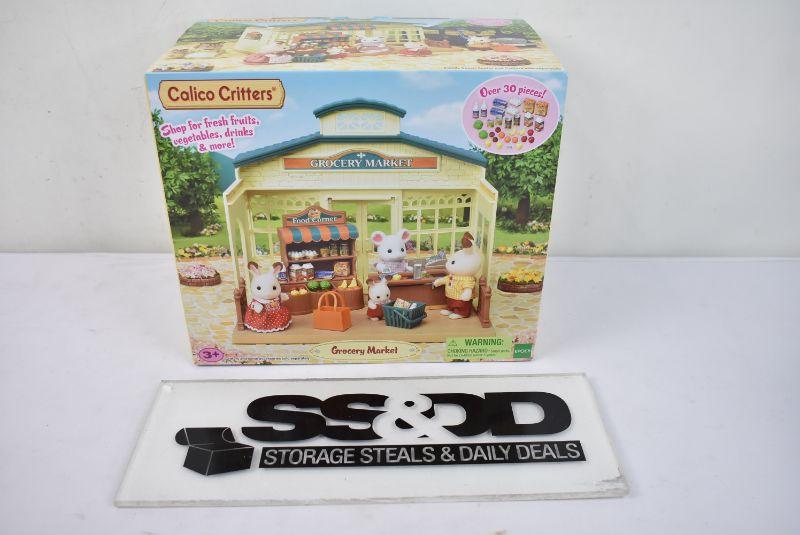 Calico Critters®
Shop for fresh fruits,
vegetables, drinks
& more!
Over 30 pieces!
GROCERY MARKET
Food Corner
3+
Grocery Market
WARNING:
CHOKING HAZARD-
EPOCH
SS&DD
STORAGE STEALS & DAILY DEALS